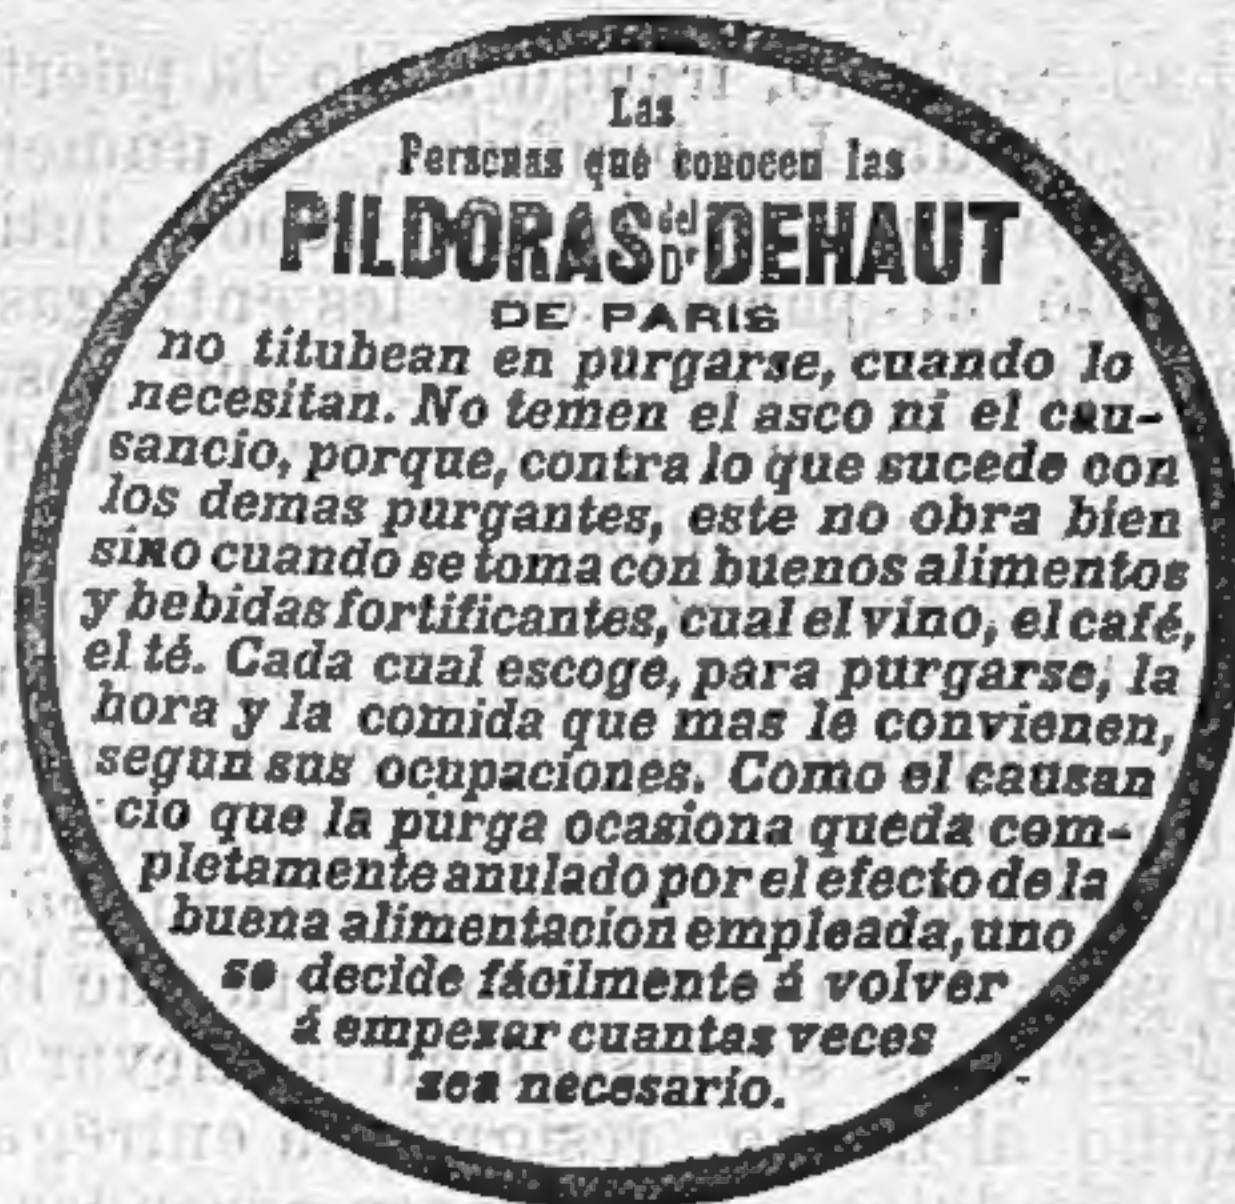 Las
Personas que conocen las
PILDORAS del Dr DEHAUT
DE PARIS
no titubean en purgarse, cuando lo
necesitan. No temen el asco ni el cau-
sancio, porque, contra lo que sucede con
los demas purgantes, este no obra bien
sino cuando se toma con buenos alimentos
y bebidas fortificantes, cual el vino, el café,
el té. Cada cual escoge, para purgarse, la
hora y la comida que mas le convienen,
segun sus ocupaciones. Como el causan
cio que la purga ocasiona queda com-
pletamente anulado por el efecto de la
buena alimentacion empleada, uno
se decide fácilmente á volver
á empezar cuantas veces
sea necesario.